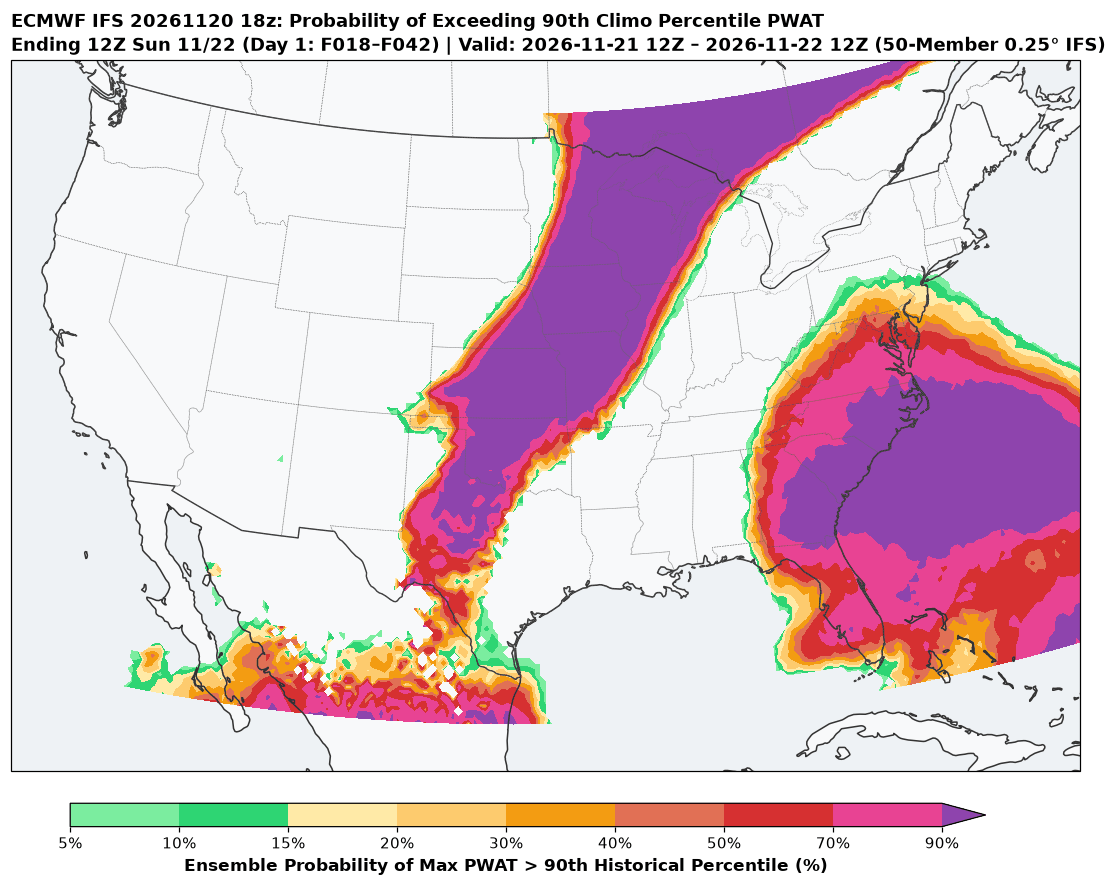 ECMWF IFS 20261120 18z: Probability of Exceeding 90th Climo Percentile PWAT
Ending 12Z Sun 11/22 (Day 1: F018–F042) | Valid: 2026-11-21 12Z – 2026-11-22 12Z (50-Member 0.25° IFS)
5% 10% 15% 20% 30% 40% 50% 70% 90%
Ensemble Probability of Max PWAT > 90th Historical Percentile (%)